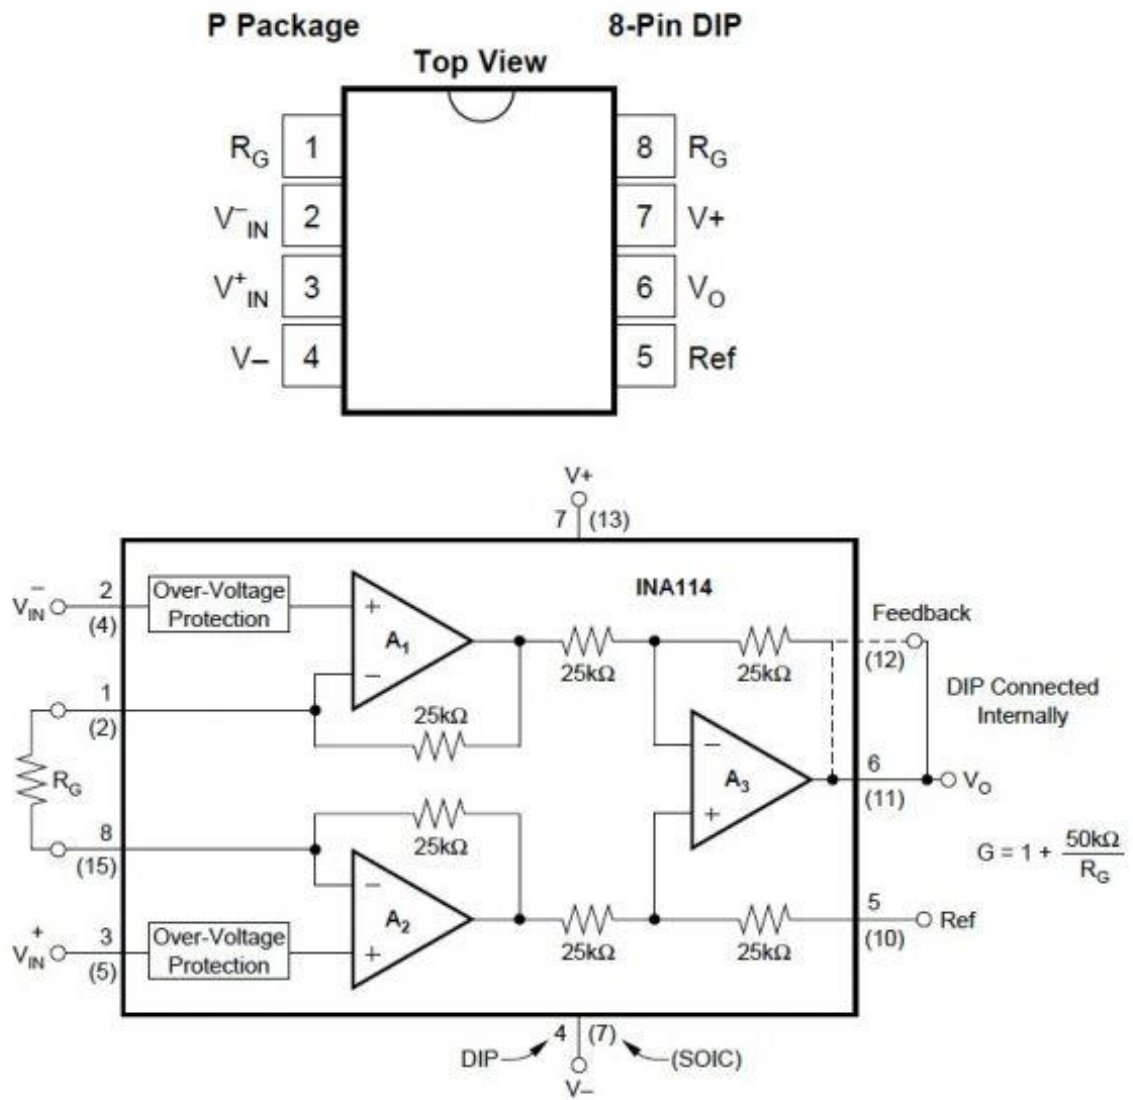 P Package 8-Pin DIP
Top View
RG 1 8 RG
V–IN 2 7 V+
V+IN 3 6 VO
V– 4 5 Ref
V+
7 (13)
INA114
VIN– 2 (4) Over-Voltage Protection
+ A1 –
Feedback
(12)
25kΩ 25kΩ
DIP Connected
Internally
1
(2)
25kΩ
RG
– A3 +
6
(11)
VO
25kΩ
8
(15)
G = 1 + 50kΩ / RG
– A2 +
25kΩ 25kΩ
5
(10)
Ref
VIN+ 3 (5) Over-Voltage Protection
DIP 4 (7) (SOIC)
V–